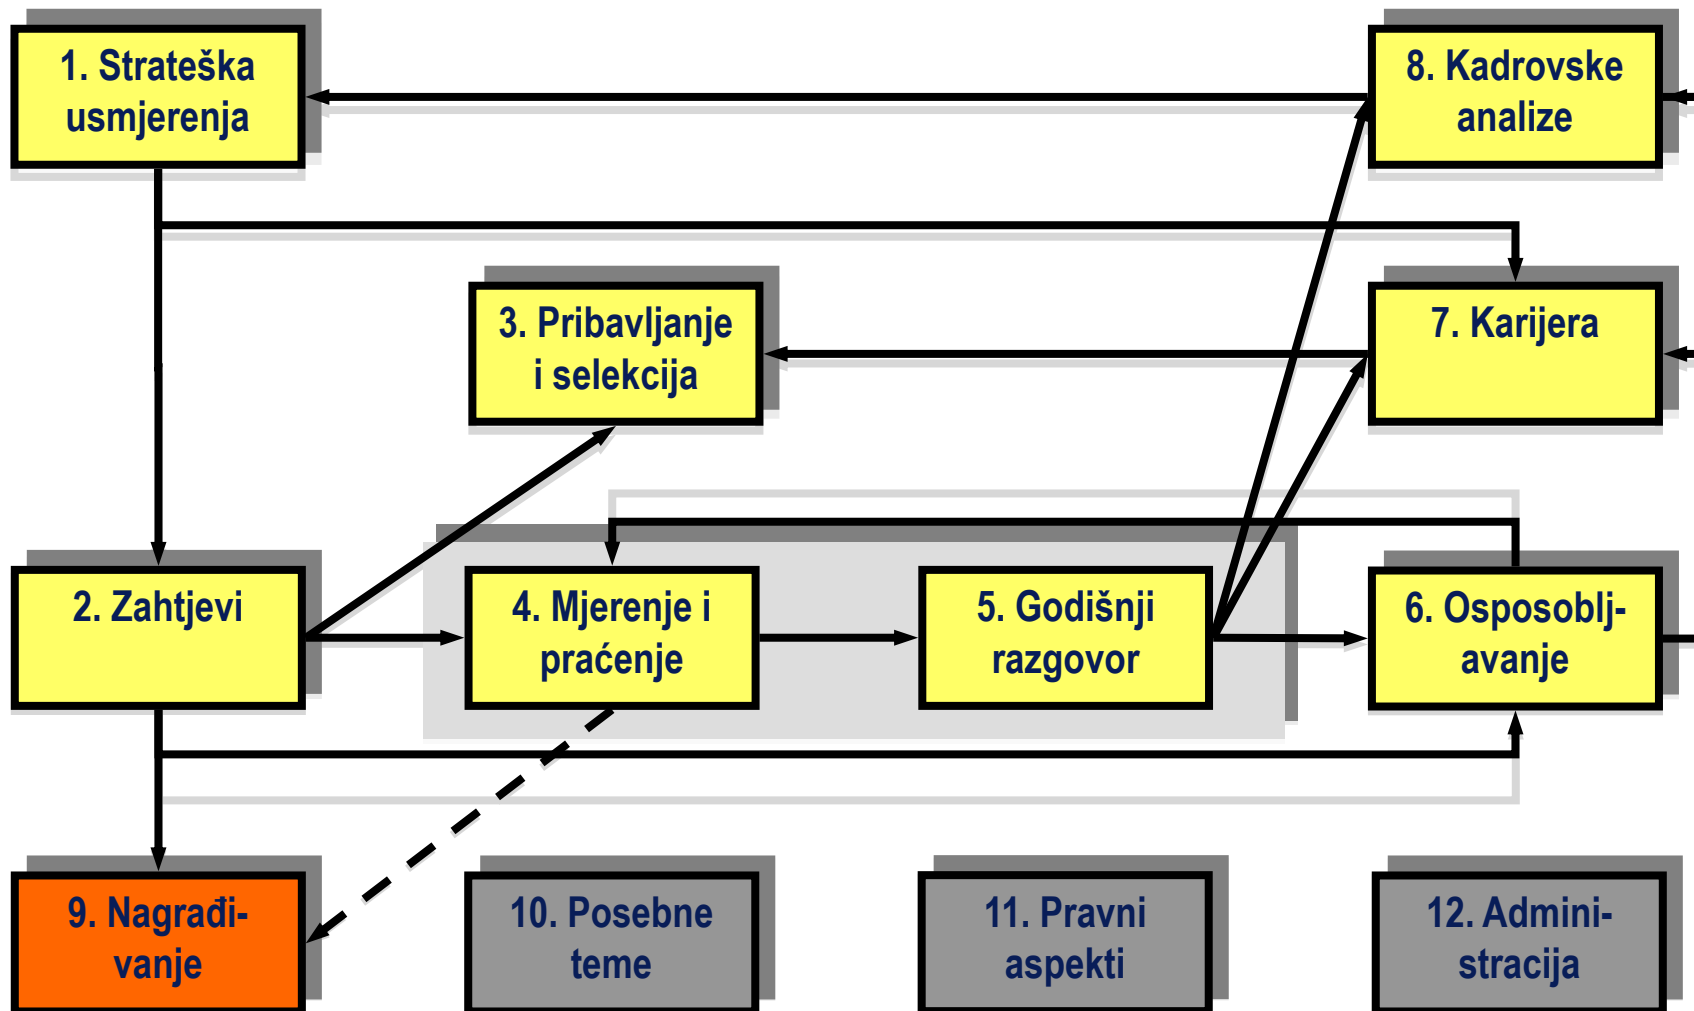 1. Strateška
usmjerenja
8. Kadrovske
analize
3. Pribavljanje
i selekcija
7. Karijera
2. Zahtjevi
4. Mjerenje i
praćenje
5. Godišnji
razgovor
6. Osposoblj-
avanje
9. Nagrađi-
vanje
10. Posebne
teme
11. Pravni
aspekti
12. Admini-
stracija